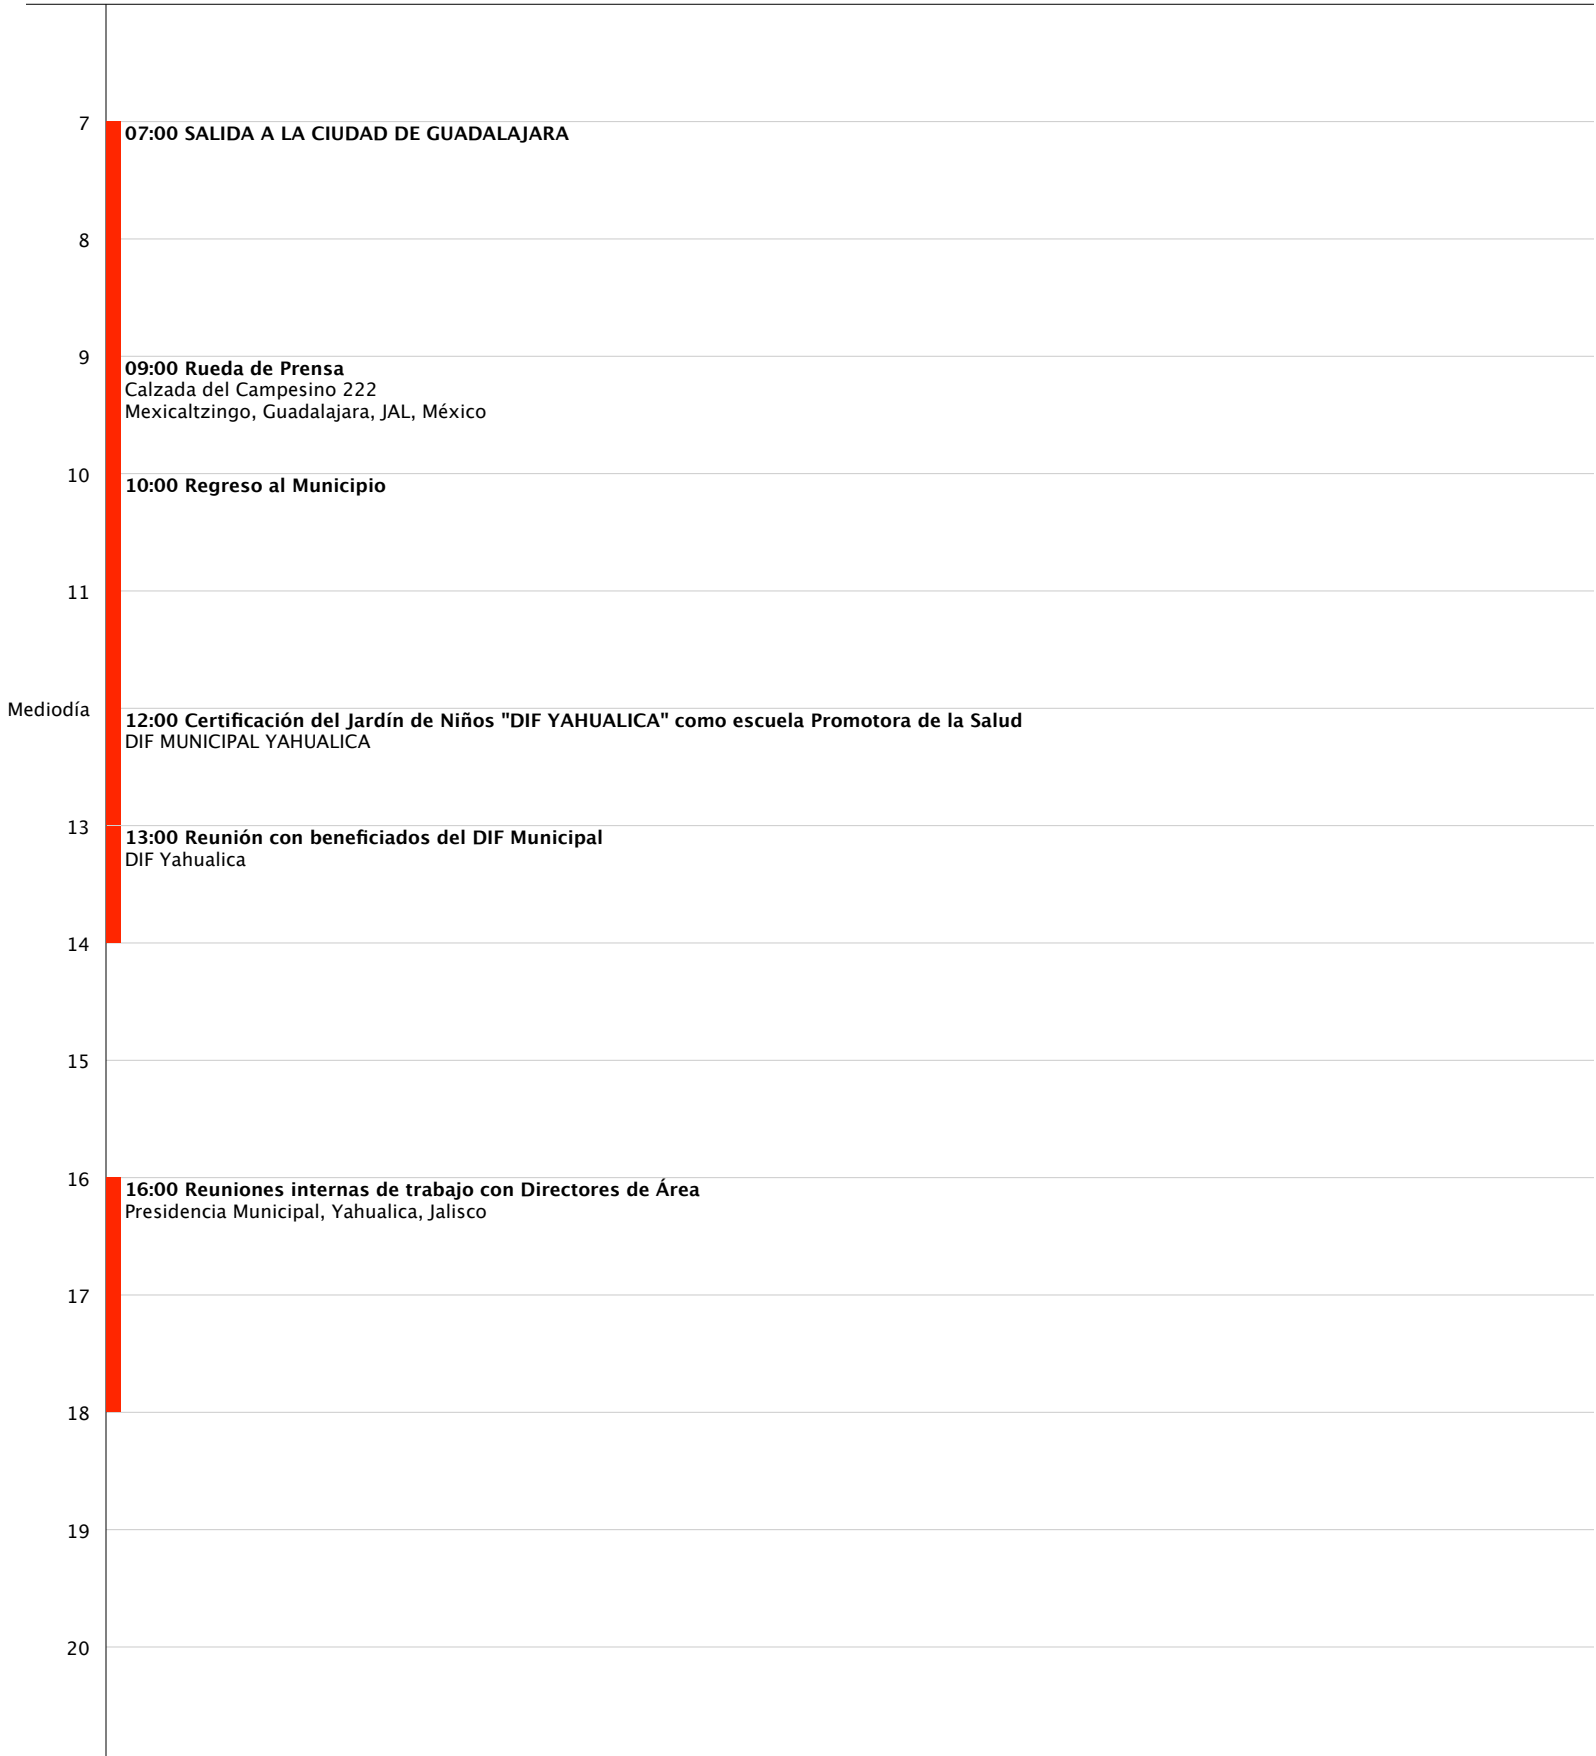 7
07:00 SALIDA A LA CIUDAD DE GUADALAJARA
8
9
09:00 Rueda de Prensa
Calzada del Campesino 222
Mexicaltzingo, Guadalajara, JAL, México
10
10:00 Regreso al Municipio
11
Mediodía
12:00 Certificación del Jardín de Niños "DIF YAHUALICA" como escuela Promotora de la Salud
DIF MUNICIPAL YAHUALICA
13
13:00 Reunión con beneficiados del DIF Municipal
DIF Yahualica
14
15
16
16:00 Reuniones internas de trabajo con Directores de Área
Presidencia Municipal, Yahualica, Jalisco
17
18
19
20